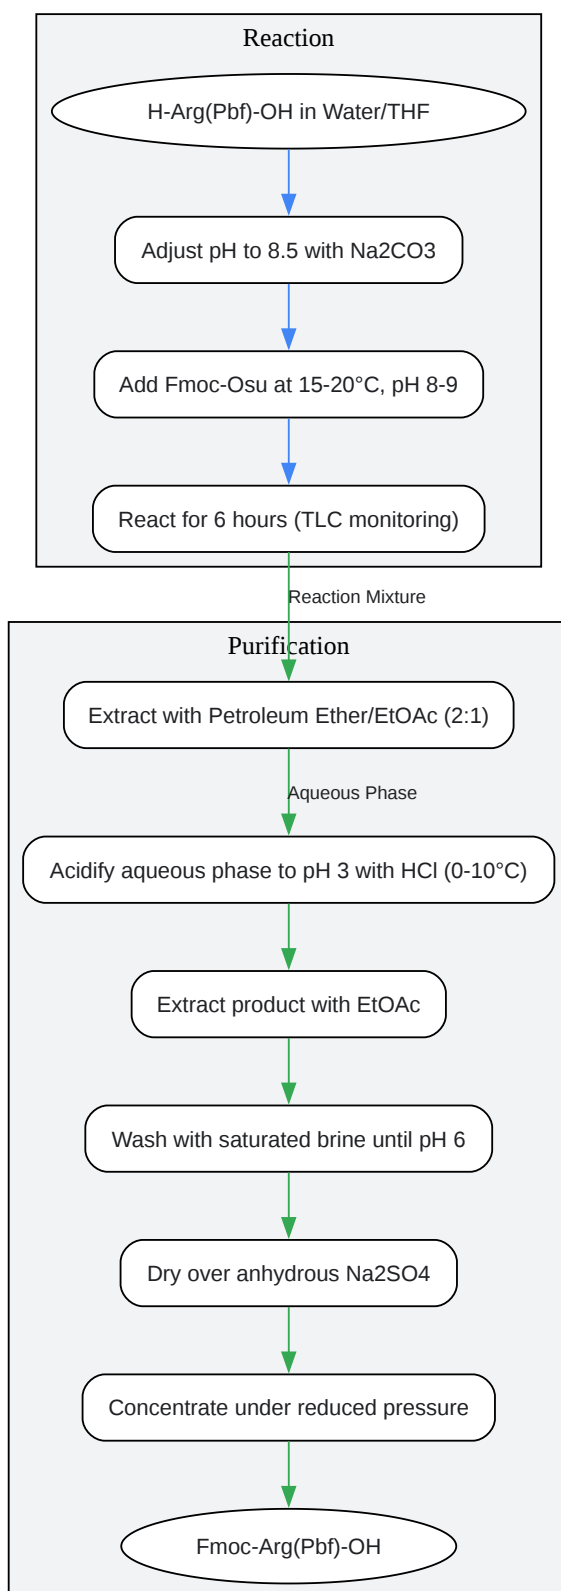 Reaction
H-Arg(Pbf)-OH in Water/THF
Adjust pH to 8.5 with Na2CO3
Add Fmoc-Osu at 15-20°C, pH 8-9
React for 6 hours (TLC monitoring)
Reaction Mixture
Purification
Extract with Petroleum Ether/EtOAc (2:1)
Aqueous Phase
Acidify aqueous phase to pH 3 with HCl (0-10°C)
Extract product with EtOAc
Wash with saturated brine until pH 6
Dry over anhydrous Na2SO4
Concentrate under reduced pressure
Fmoc-Arg(Pbf)-OH